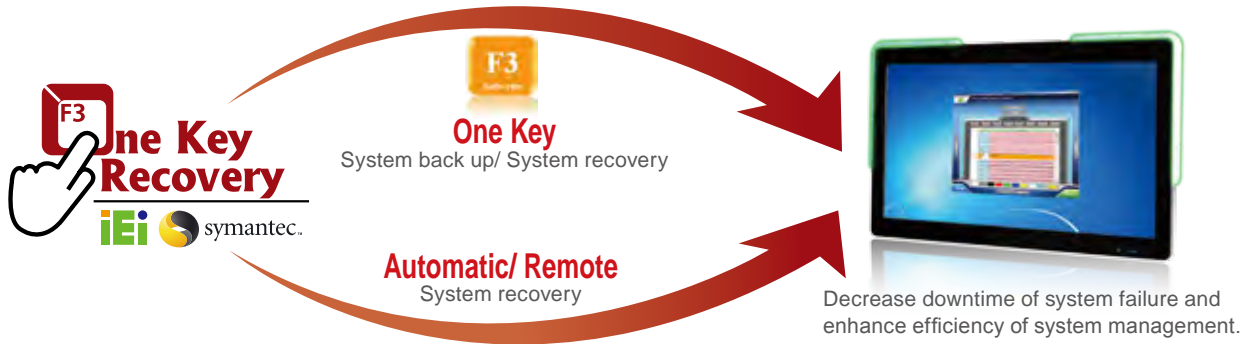 F3
One Key
Recovery
iEi symantec.
F3
One Key
System back up/ System recovery
Automatic/ Remote
System recovery
Decrease downtime of system failure and
enhance efficiency of system management.